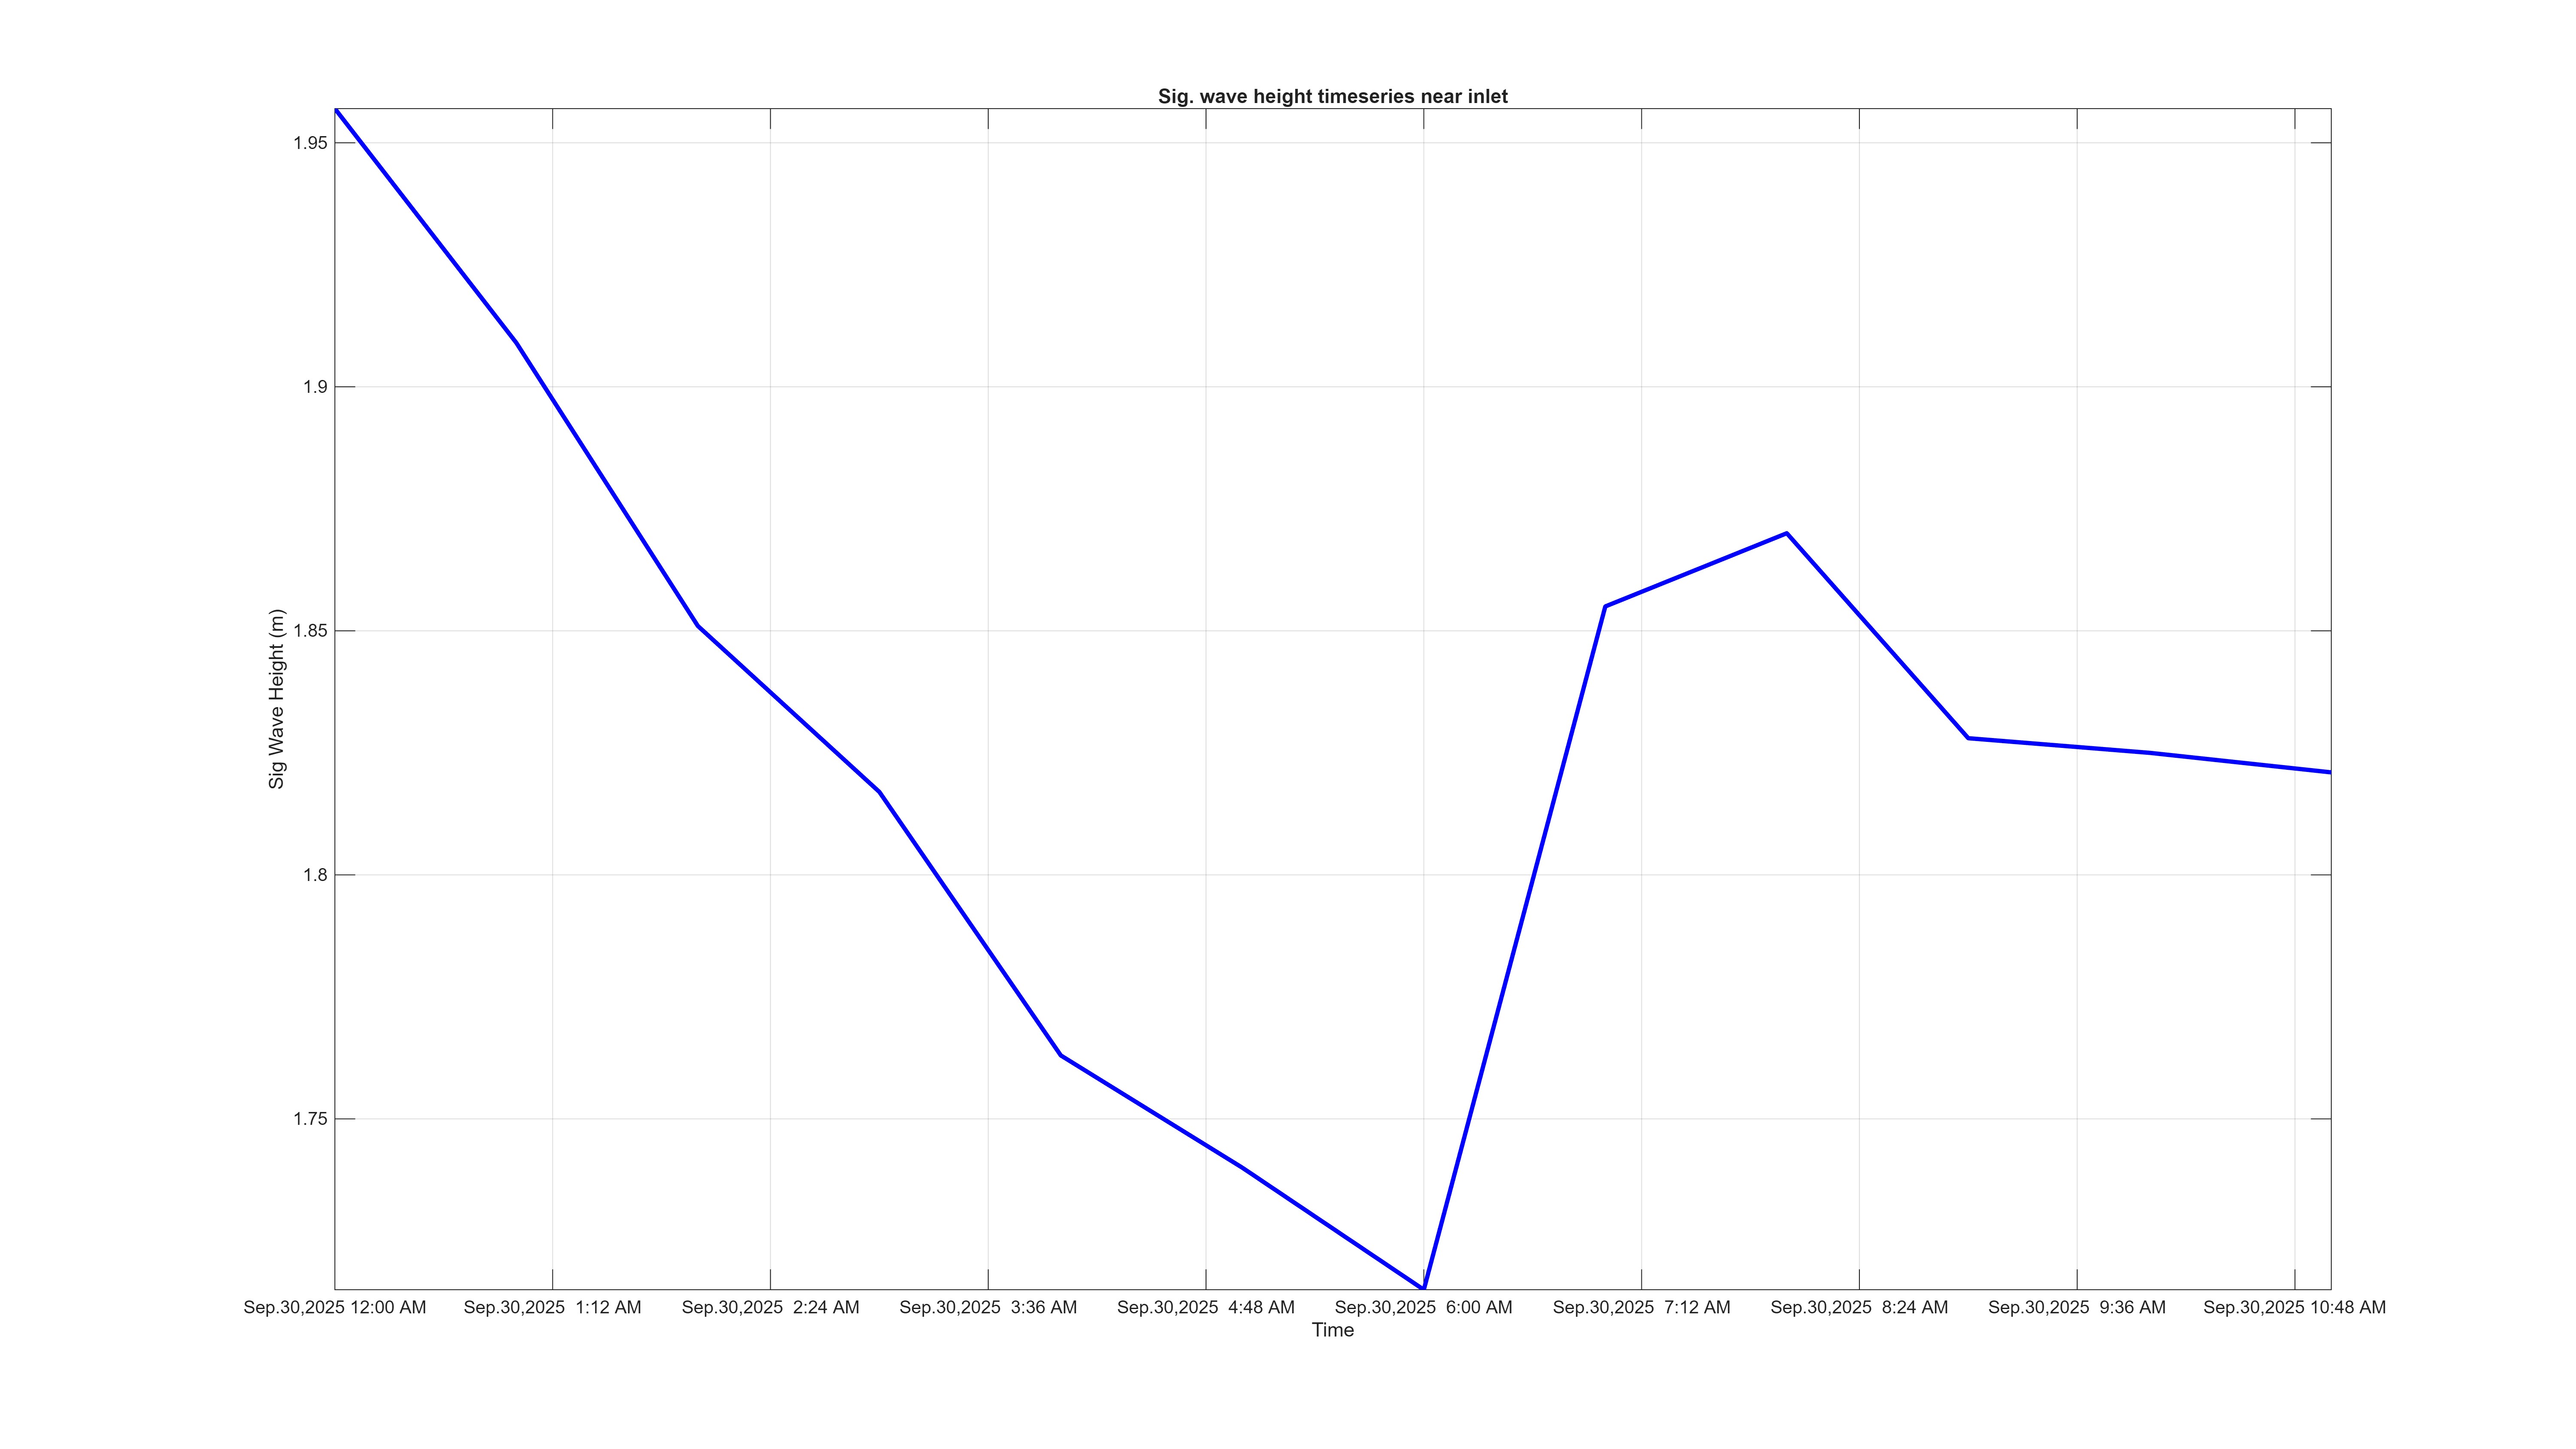 Sig. wave height timeseries near inlet
1.95
1.9
1.85
1.8
1.75
Sig Wave Height (m)
Sep.30,2025 12:00 AM
Sep.30,2025  1:12 AM
Sep.30,2025  2:24 AM
Sep.30,2025  3:36 AM
Sep.30,2025  4:48 AM
Sep.30,2025  6:00 AM
Sep.30,2025  7:12 AM
Sep.30,2025  8:24 AM
Sep.30,2025  9:36 AM
Sep.30,2025 10:48 AM
Time